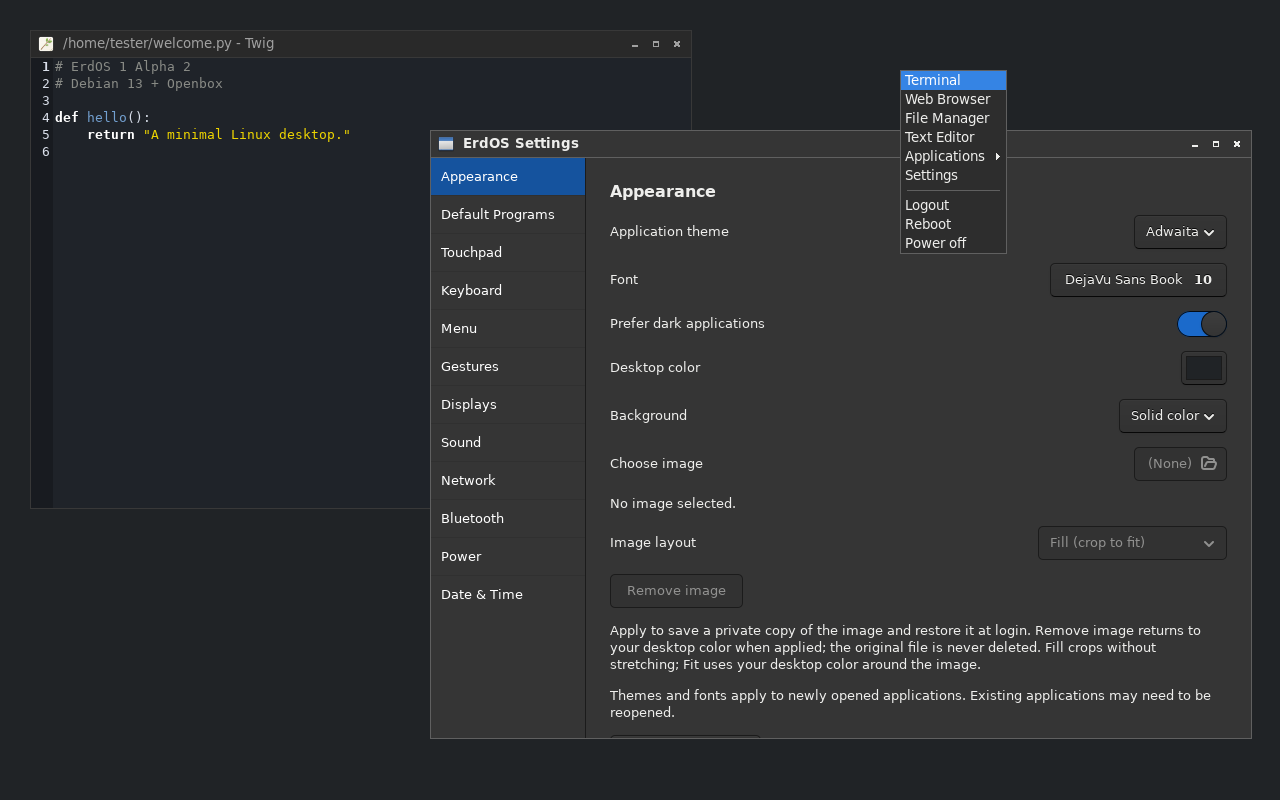 /home/tester/welcome.py - Twig
1 # ErdOS 1 Alpha 2
2 # Debian 13 + Openbox
3
4 def hello():
5     return "A minimal Linux desktop."
6
Terminal
Web Browser
File Manager
Text Editor
Applications
Settings
Logout
Reboot
Power off
ErdOS Settings
Appearance
Default Programs
Touchpad
Keyboard
Menu
Gestures
Displays
Sound
Network
Bluetooth
Power
Date & Time
Appearance
Application theme
Adwaita
Font
DejaVu Sans Book 10
Prefer dark applications
Desktop color
Background
Solid color
Choose image
(None)
No image selected.
Image layout
Fill (crop to fit)
Remove image
Apply to save a private copy of the image and restore it at login. Remove image returns to
your desktop color when applied; the original file is never deleted. Fill crops without
stretching; Fit uses your desktop color around the image.
Themes and fonts apply to newly opened applications. Existing applications may need to be
reopened.